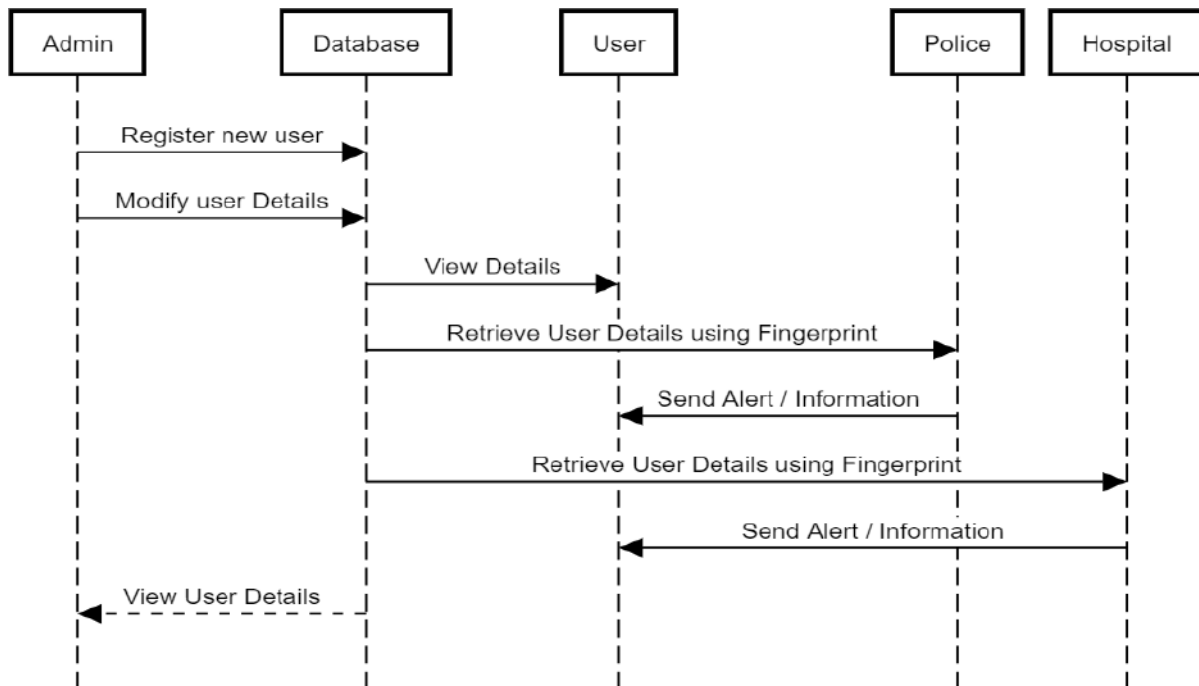 Admin
Database
User
Police
Hospital
Register new user
Modify user Details
View Details
Retrieve User Details using Fingerprint
Send Alert / Information
Retrieve User Details using Fingerprint
Send Alert / Information
View User Details